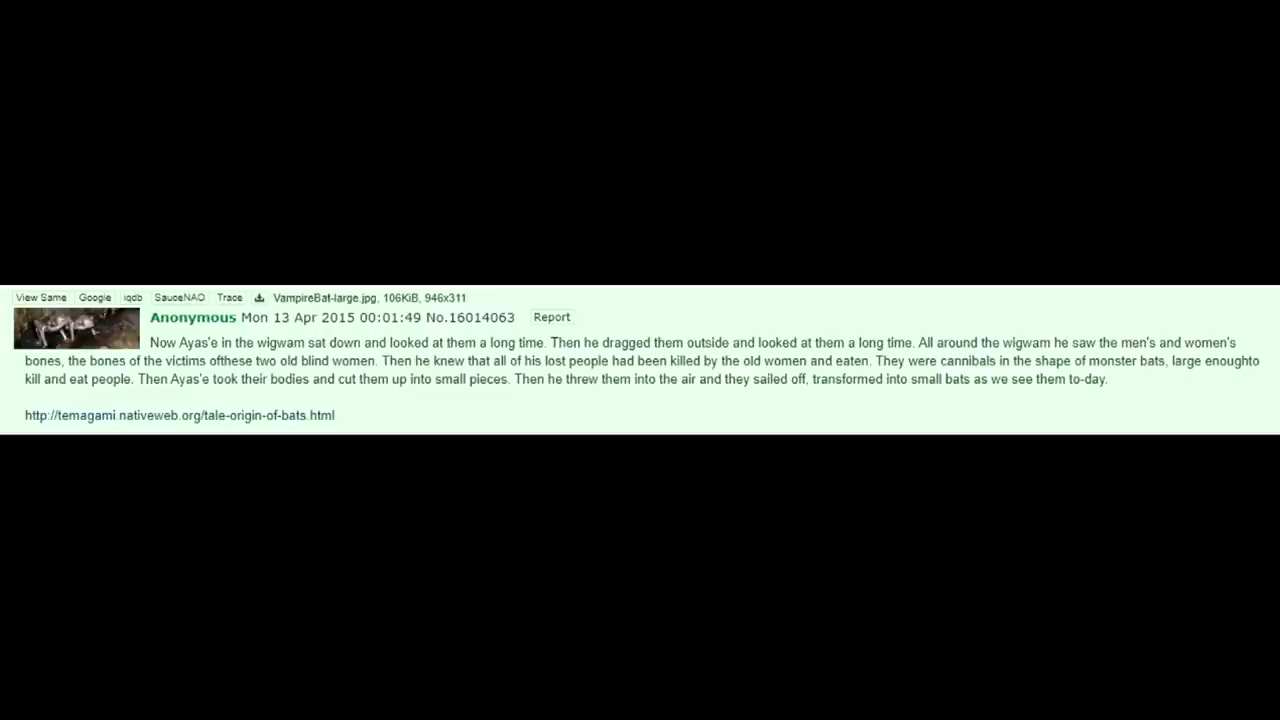 View Same Google iqdb SauceNAO Trace VampireBat-large.jpg, 106KiB, 946x311
Anonymous Mon 13 Apr 2015 00:01:49 No.16014063 Report
Now Ayas'e in the wigwam sat down and looked at them a long time. Then he dragged them outside and looked at them a long time. All around the wigwam he saw the men's and women's
bones, the bones of the victims ofthese two old blind women. Then he knew that all of his lost people had been killed by the old women and eaten. They were cannibals in the shape of monster bats, large enoughto
kill and eat people. Then Ayas'e took their bodies and cut them up into small pieces. Then he threw them into the air and they sailed off, transformed into small bats as we see them to-day.
http://temagami.nativeweb.org/tale-origin-of-bats.html